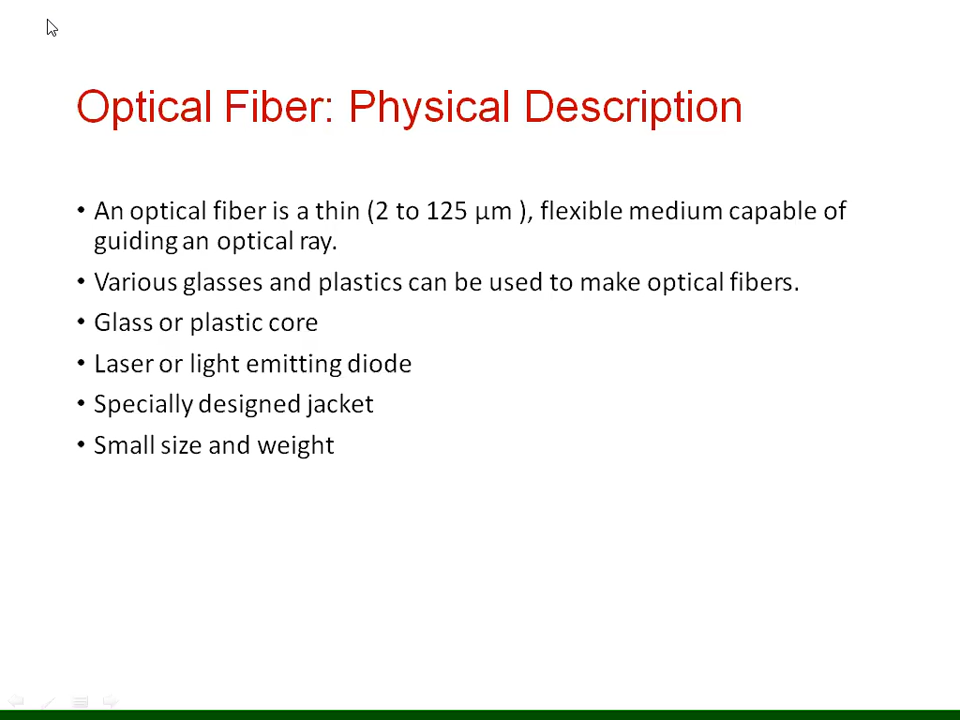 Optical Fiber: Physical Description
• An optical fiber is a thin (2 to 125 µm ), flexible medium capable of
guiding an optical ray.
• Various glasses and plastics can be used to make optical fibers.
• Glass or plastic core
• Laser or light emitting diode
• Specially designed jacket
• Small size and weight